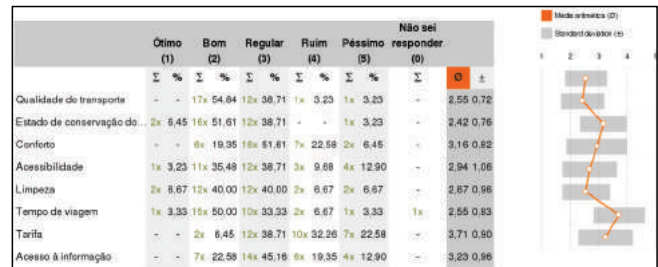 Média aritmética (Ø)
Standard deviation (±)
Ótimo (1) Bom (2) Regular (3) Ruim (4) Péssimo (5) Não sei responder (0)
1 2 3 4 5
Σ % Σ % Σ % Σ % Σ % Σ Ø ±
Qualidade do transporte - - 17x 54,84 12x 38,71 1x 3,23 1x 3,23 - 2,55 0,72
Estado de conservação do... 2x 6,45 16x 51,61 12x 38,71 - - 1x 3,23 - 2,42 0,76
Conforto - - 6x 19,35 16x 51,61 7x 22,58 2x 6,45 - 3,16 0,82
Acessibilidade 1x 3,23 11x 35,48 12x 38,71 3x 9,68 4x 12,90 - 2,94 1,06
Limpeza 2x 6,67 12x 40,00 12x 40,00 2x 6,67 2x 6,67 - 2,67 0,96
Tempo de viagem 1x 3,33 15x 50,00 10x 33,33 2x 6,67 1x 3,33 1x 2,55 0,83
Tarifa - - 2x 6,45 12x 38,71 10x 32,26 7x 22,58 - 3,71 0,90
Acesso à informação - - 7x 22,58 14x 45,16 6x 19,35 4x 12,90 - 3,23 0,96